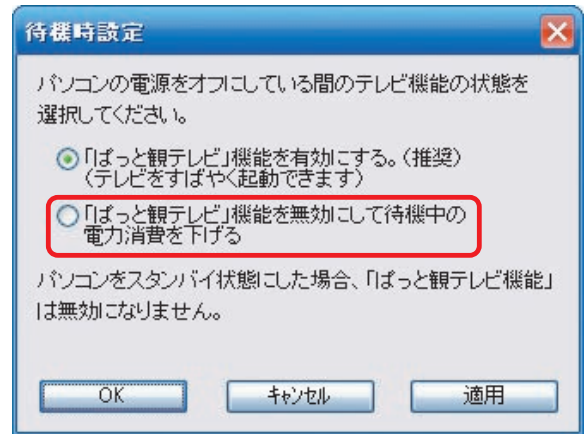 待機時設定
パソコンの電源をオフにしている間のテレビ機能の状態を
選択してください。
「ぱっと観テレビ」機能を有効にする。(推奨)
(テレビをすばやく起動できます)
「ぱっと観テレビ」機能を無効にして待機中の
電力消費を下げる
パソコンをスタンバイ状態にした場合、「ぱっと観テレビ機能」
は無効になりません。
OK キャンセル 適用